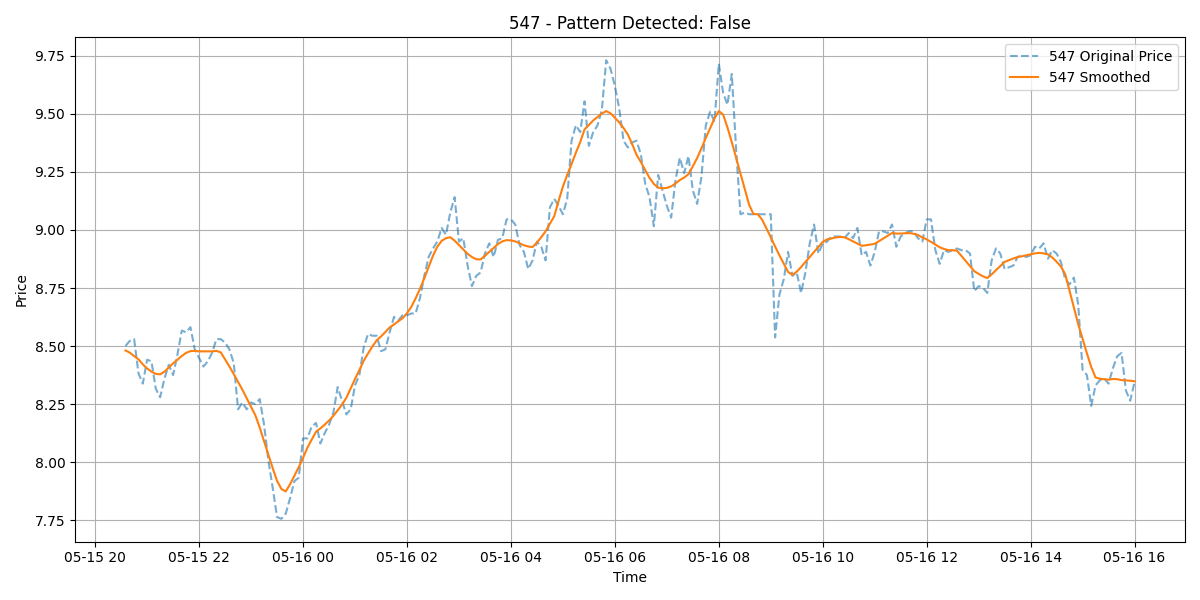 547 - Pattern Detected: False
547 Original Price
547 Smoothed
Price
9.75
9.50
9.25
9.00
8.75
8.50
8.25
8.00
7.75
05-15 20 05-15 22 05-16 00 05-16 02 05-16 04 05-16 06 05-16 08 05-16 10 05-16 12 05-16 14 05-16 16
Time